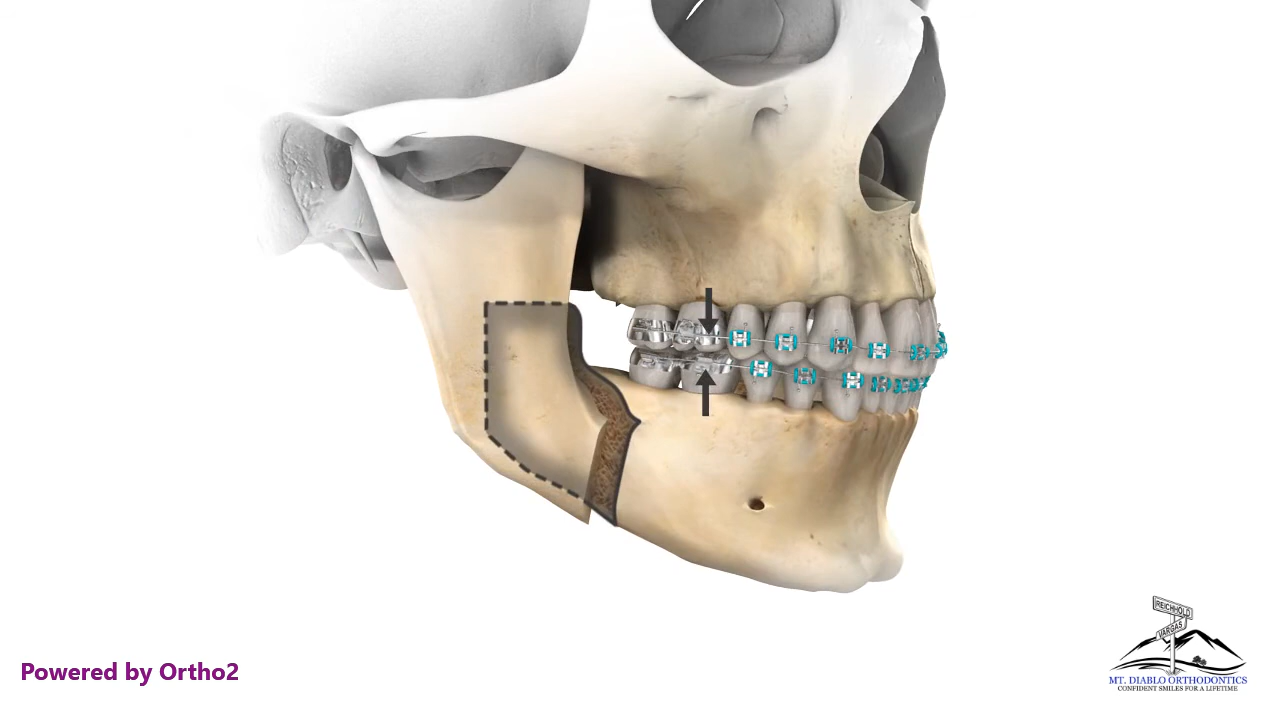 REICHHOLD
VARGAS
Powered by Ortho2
MT. DIABLO ORTHODONTICS
CONFIDENT SMILES FOR A LIFETIME